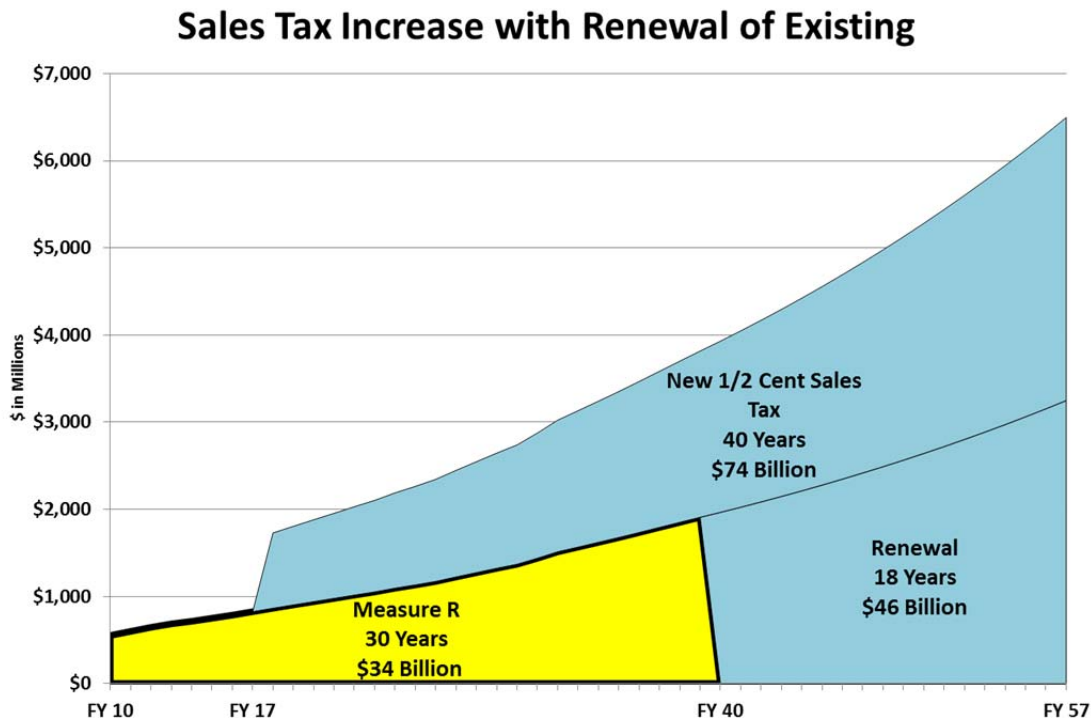 Sales Tax Increase with Renewal of Existing
$7,000
$6,000
$5,000
$4,000
$3,000
$2,000
$1,000
$0
$ in Millions
New 1/2 Cent Sales
Tax
40 Years
$74 Billion
Renewal
18 Years
$46 Billion
Measure R
30 Years
$34 Billion
FY 10
FY 17
FY 40
FY 57